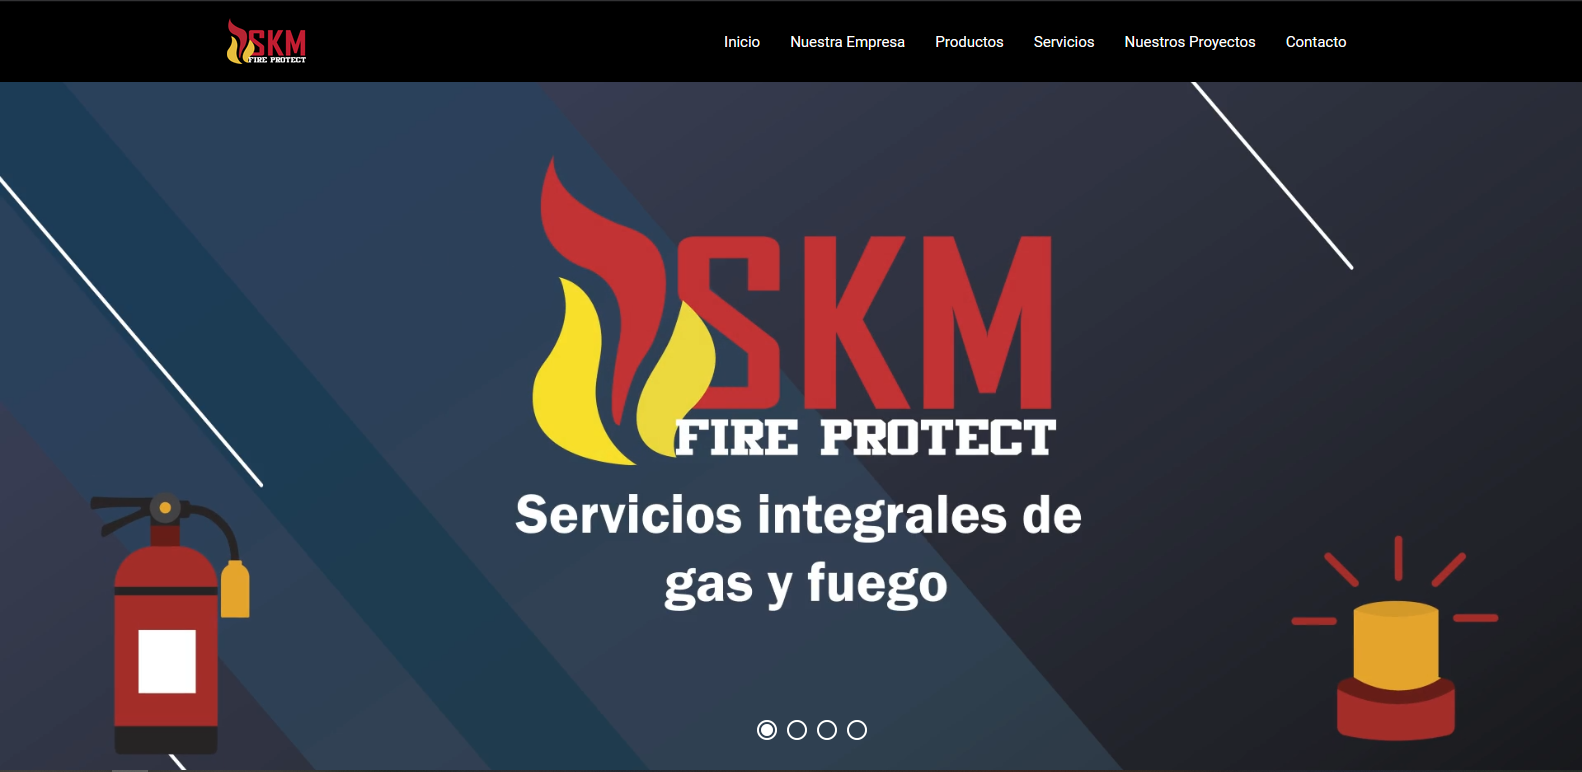 SKM
FIRE PROTECT
Inicio Nuestra Empresa Productos Servicios Nuestros Proyectos Contacto
SKM
FIRE PROTECT
Servicios integrales de
gas y fuego